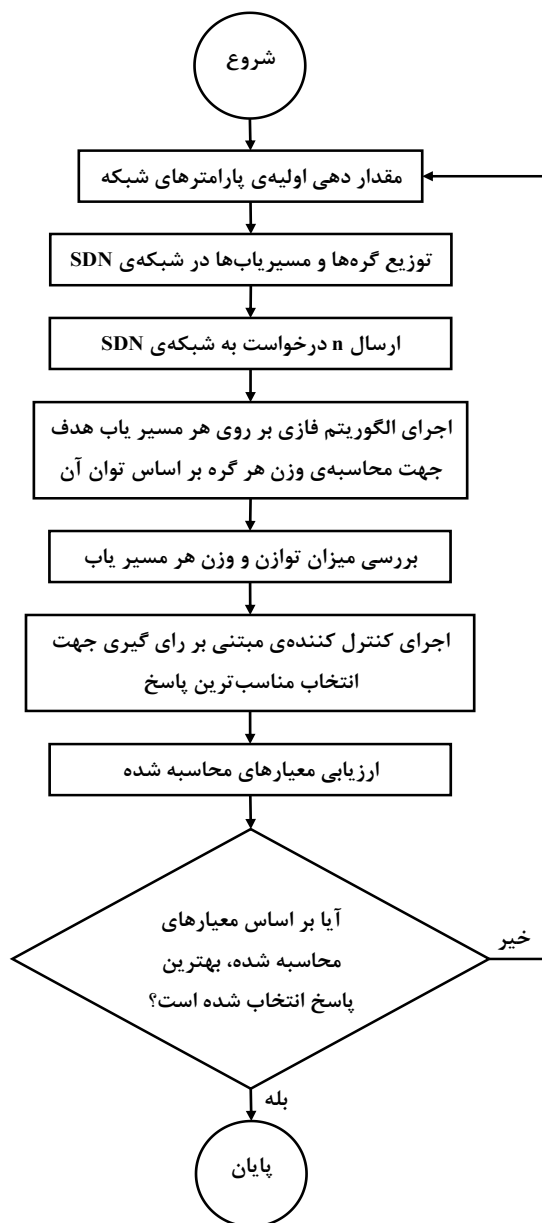 شروع
مقدار دهی اولیه‌ی پارامترهای شبکه
توزیع گره‌ها و مسیریاب‌ها در شبکه‌ی SDN
ارسال n درخواست به شبکه‌ی SDN
اجرای الگوریتم فازی بر روی هر مسیر یاب هدف
جهت محاسبه‌ی وزن هر گره بر اساس توان آن
بررسی میزان توازن و وزن هر مسیر یاب
اجرای کنترل کننده‌ی مبتنی بر رای گیری جهت
انتخاب مناسب‌ترین پاسخ
ارزیابی معیارهای محاسبه شده
آیا بر اساس معیارهای
محاسبه شده، بهترین
پاسخ انتخاب شده است؟
خیر
بله
پایان